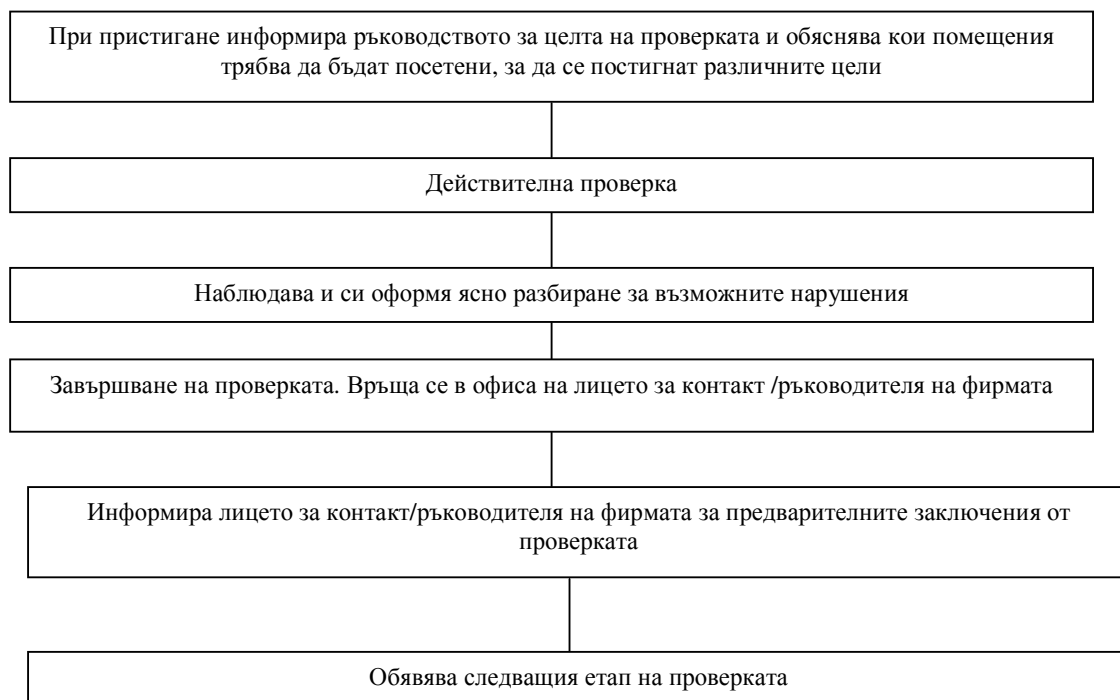 При пристигане информира ръководството за целта на проверката и обяснява кои помещения
трябва да бъдат посетени, за да се постигнат различните цели
Действителна проверка
Наблюдава и си оформя ясно разбиране за възможните нарушения
Завършване на проверката. Връща се в офиса на лицето за контакт /ръководителя на фирмата
Информира лицето за контакт/ръководителя на фирмата за предварителните заключения от
проверката
Обявява следващия етап на проверката